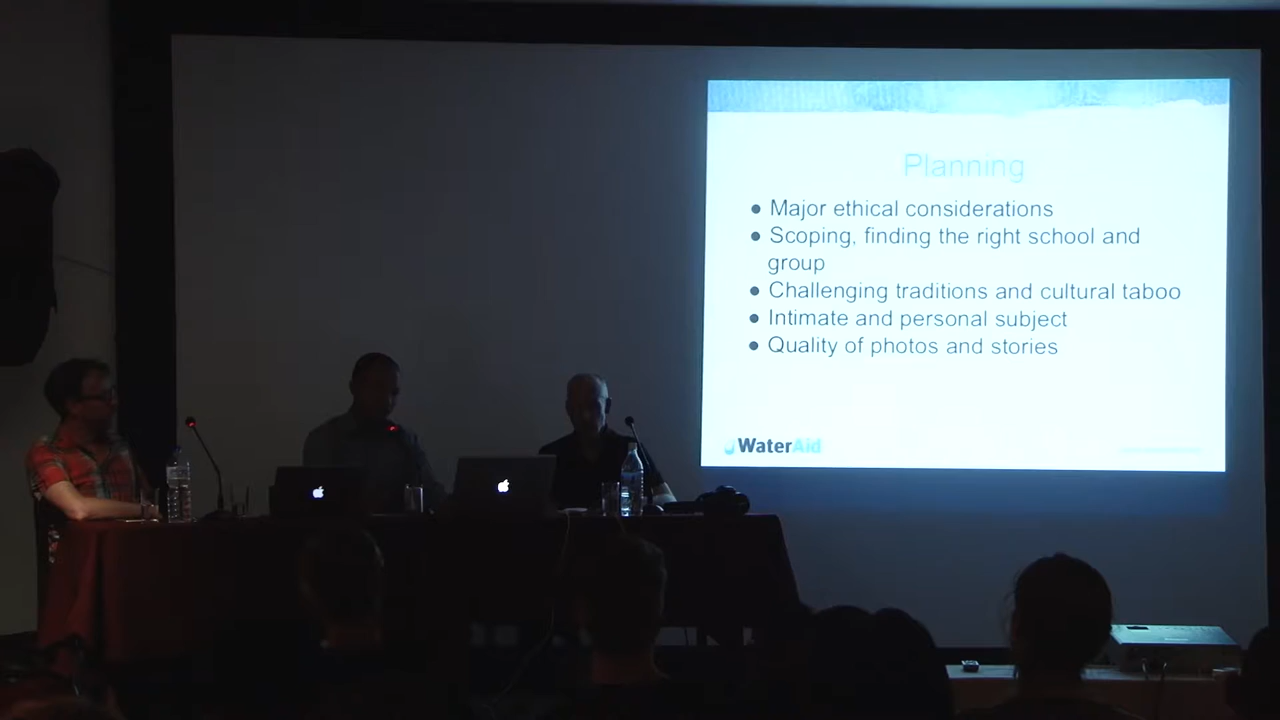 Planning
● Major ethical considerations
● Scoping, finding the right school and
group
● Challenging traditions and cultural taboo
● Intimate and personal subject
● Quality of photos and stories
WaterAid